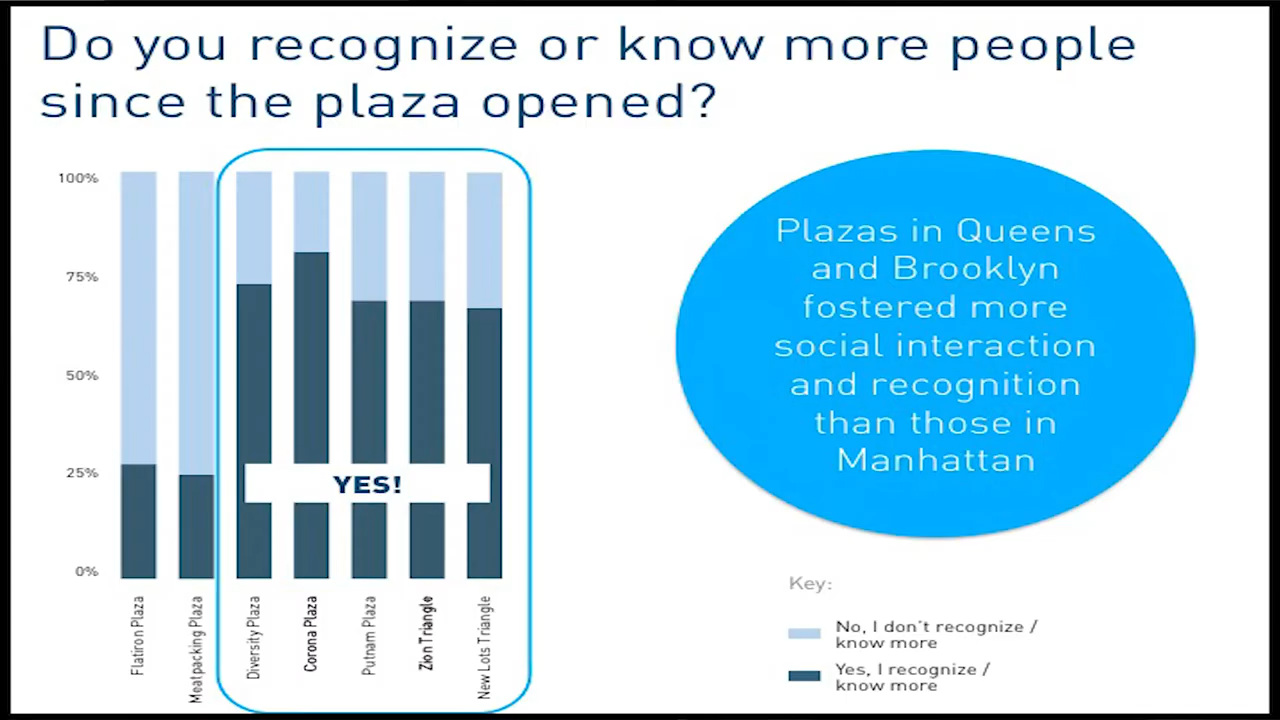 Do you recognize or know more people
since the plaza opened?
100%
75%
50%
25%
0%
YES!
Flatiron Plaza
Meatpacking Plaza
Diversity Plaza
Corona Plaza
Putnam Plaza
Zion Triangle
New Lots Triangle
Plazas in Queens
and Brooklyn
fostered more
social interaction
and recognition
than those in
Manhattan
Key:
No, I don't recognize /
know more
Yes, I recognize /
know more